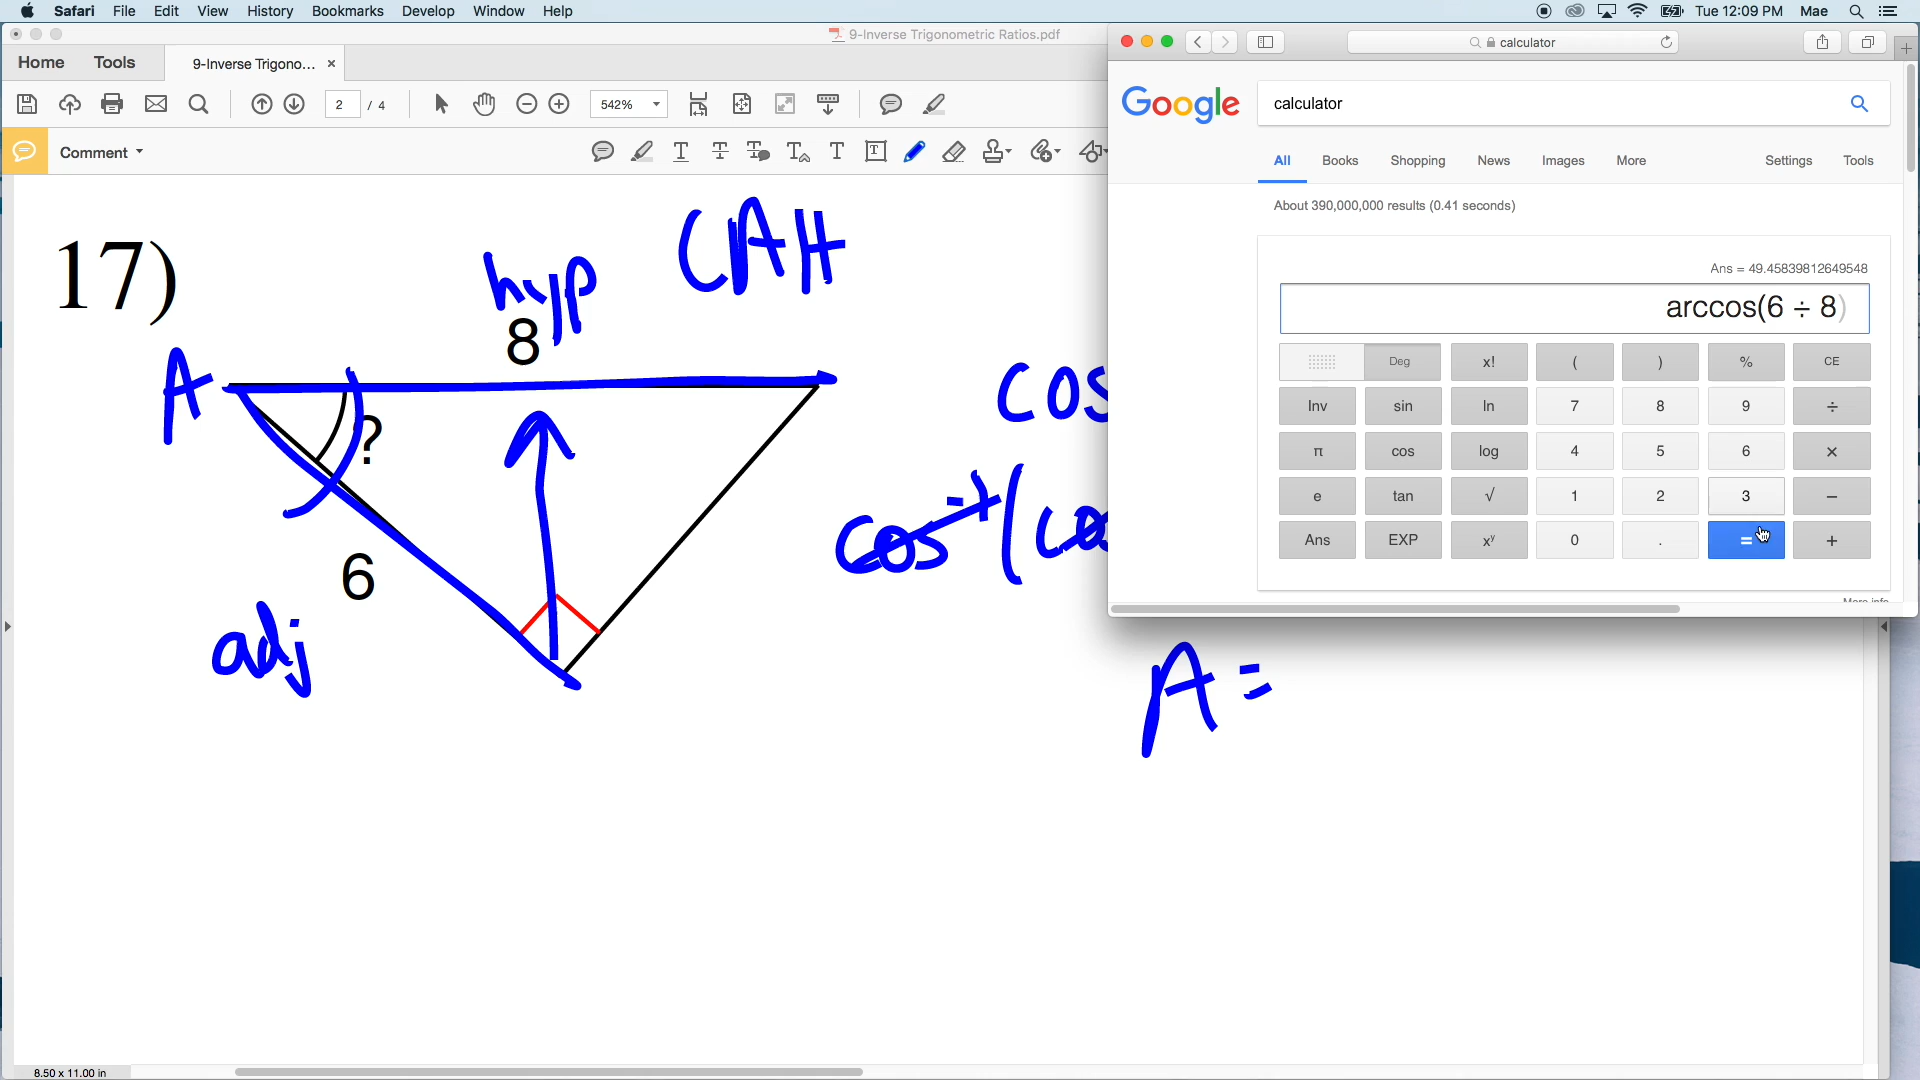 Safari File Edit View History Bookmarks Develop Window Help
Tue 12:09 PM Mae
9-Inverse Trigonometric Ratios.pdf
Home Tools 9-Inverse Trigono... ×
2 / 4 542%
Comment
17)
CAH
hyp
8
A
?
6
adj
cos
cos⁻¹(co
A =
calculator
Google calculator
All Books Shopping News Images More Settings Tools
About 390,000,000 results (0.41 seconds)
Ans = 49.45839812649548
arccos(6 ÷ 8)
Deg x! ( ) % CE
Inv sin ln 7 8 9 ÷
π cos log 4 5 6 ×
e tan √ 1 2 3 −
Ans EXP xʸ 0 . = +
More info
8.50 x 11.00 in